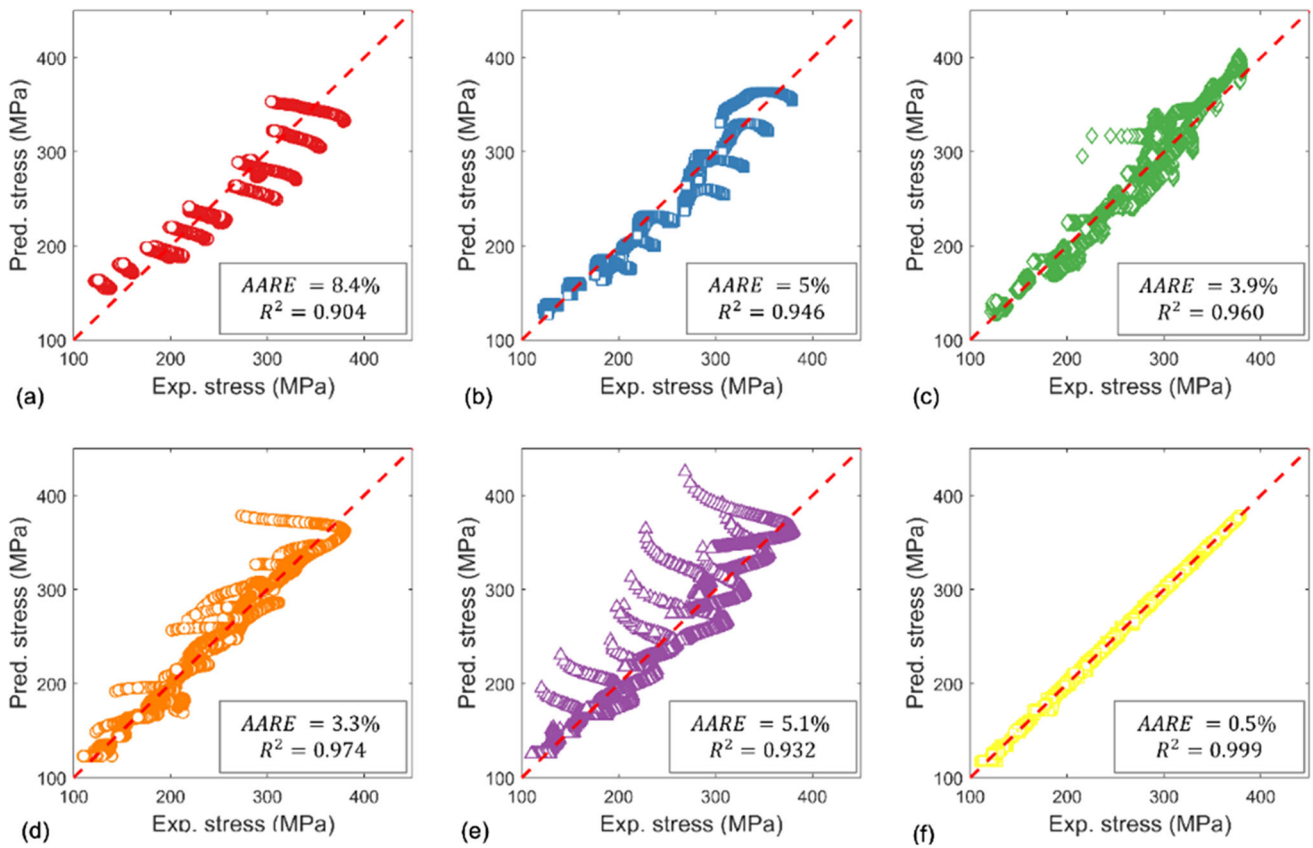 400
300
200
100
Pred. stress (MPa)
AARE = 8.4%
R² = 0.904
100 200 300 400
Exp. stress (MPa)
(a)
400
300
200
100
Pred. stress (MPa)
AARE = 5%
R² = 0.946
100 200 300 400
Exp. stress (MPa)
(b)
400
300
200
100
Pred. stress (MPa)
AARE = 3.9%
R² = 0.960
100 200 300 400
Exp. stress (MPa)
(c)
400
300
200
100
Pred. stress (MPa)
AARE = 3.3%
R² = 0.974
100 200 300 400
Exp. stress (MPa)
(d)
400
300
200
100
Pred. stress (MPa)
AARE = 5.1%
R² = 0.932
100 200 300 400
Exp. stress (MPa)
(e)
400
300
200
100
Pred. stress (MPa)
AARE = 0.5%
R² = 0.999
100 200 300 400
Exp. stress (MPa)
(f)